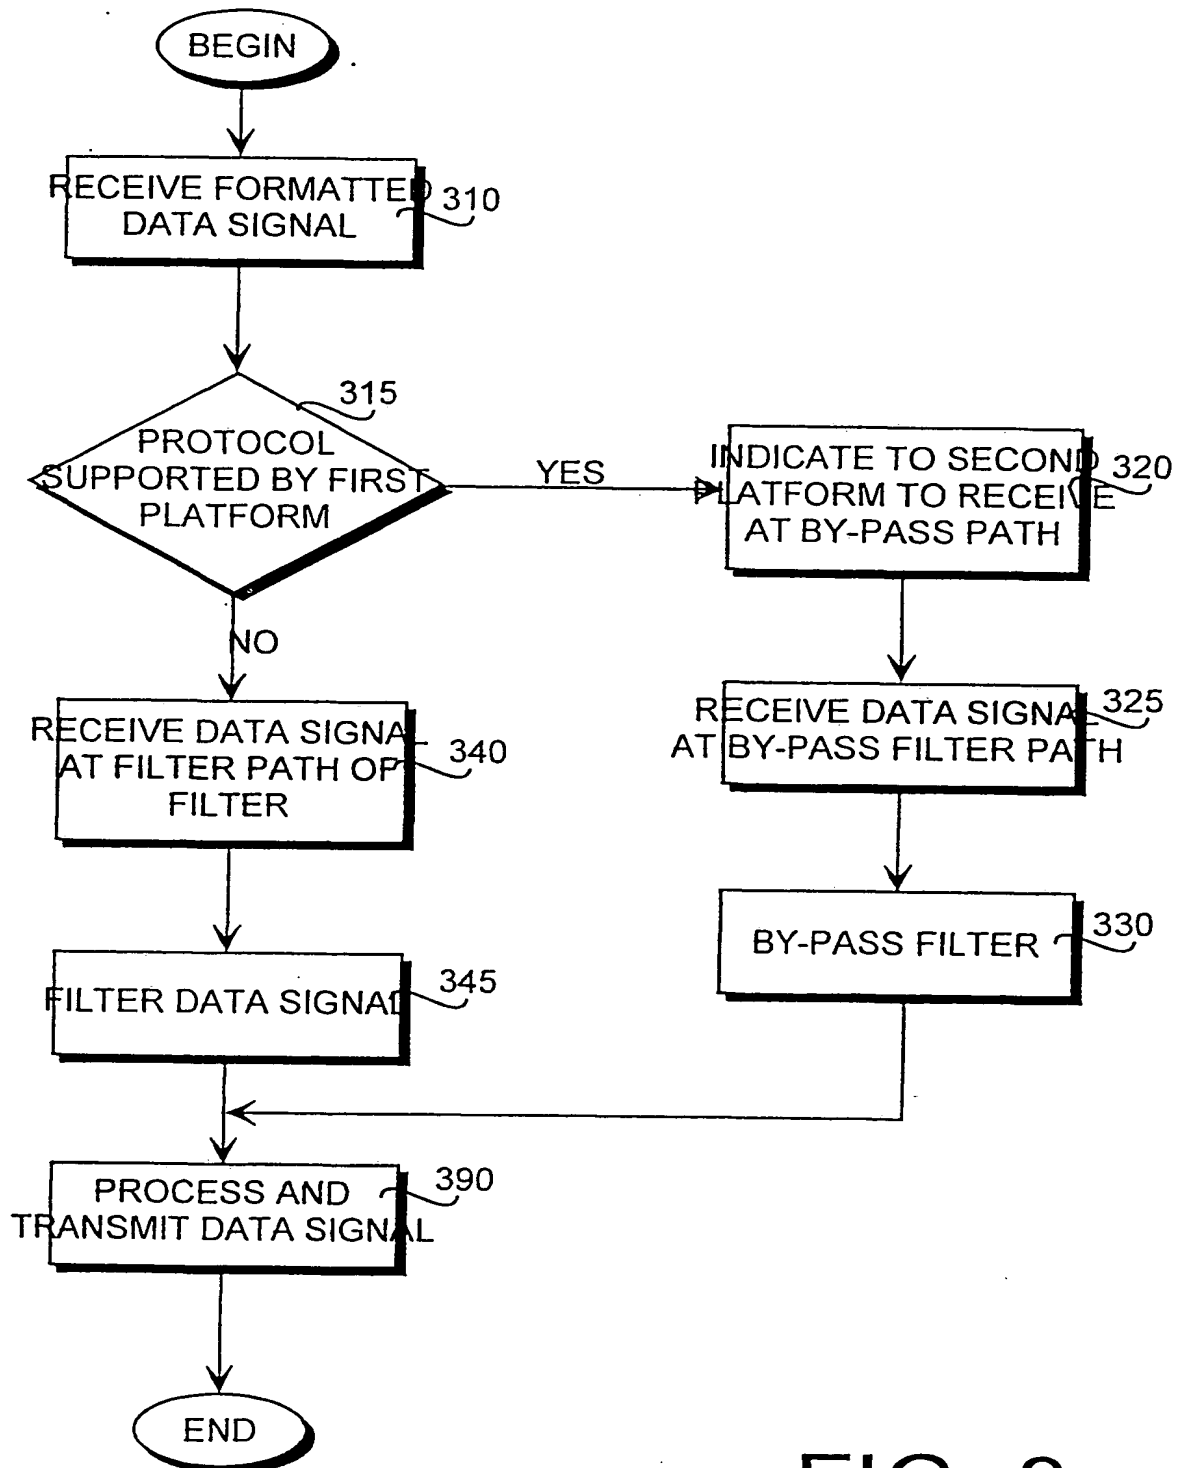 BEGIN
RECEIVE FORMATTED
DATA SIGNAL
310
315
PROTOCOL
SUPPORTED BY FIRST
PLATFORM
YES
INDICATE TO SECOND
PLATFORM TO RECEIVE
AT BY-PASS PATH
320
NO
RECEIVE DATA SIGNAL
AT FILTER PATH OF
FILTER
340
RECEIVE DATA SIGNAL
AT BY-PASS FILTER PATH
325
BY-PASS FILTER
330
FILTER DATA SIGNAL
345
PROCESS AND
TRANSMIT DATA SIGNAL
390
END
FIG.